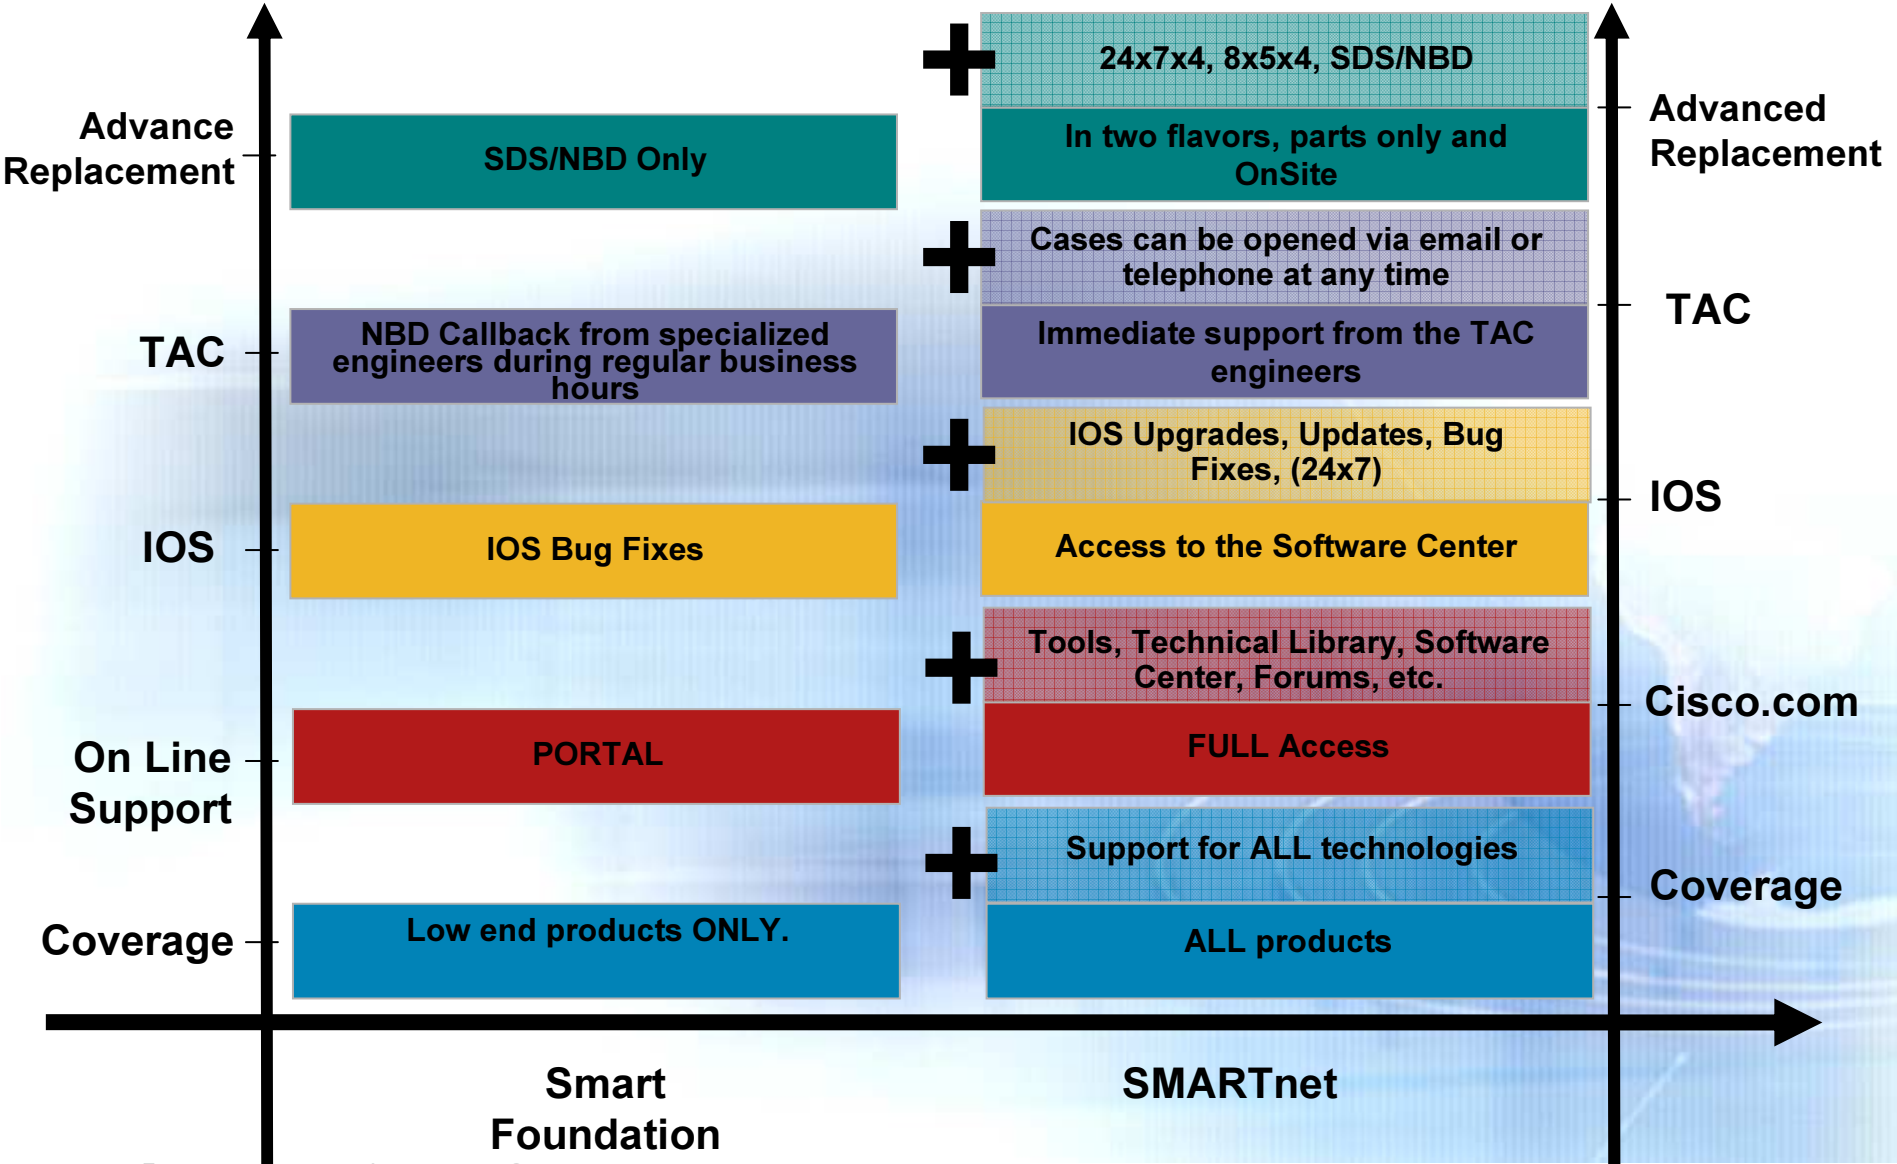 24x7x4, 8x5x4, SDS/NBD
Advance
Replacement
SDS/NBD Only
In two flavors, parts only and
OnSite
Advanced
Replacement
Cases can be opened via email or
telephone at any time
TAC
NBD Callback from specialized
engineers during regular business
hours
Immediate support from the TAC
engineers
TAC
IOS Upgrades, Updates, Bug
Fixes, (24x7)
IOS
IOS Bug Fixes
Access to the Software Center
IOS
Tools, Technical Library, Software
Center, Forums, etc.
On Line
Support
PORTAL
FULL Access
Cisco.com
Support for ALL technologies
Coverage
Low end products ONLY.
ALL products
Coverage
Smart
Foundation
SMARTnet